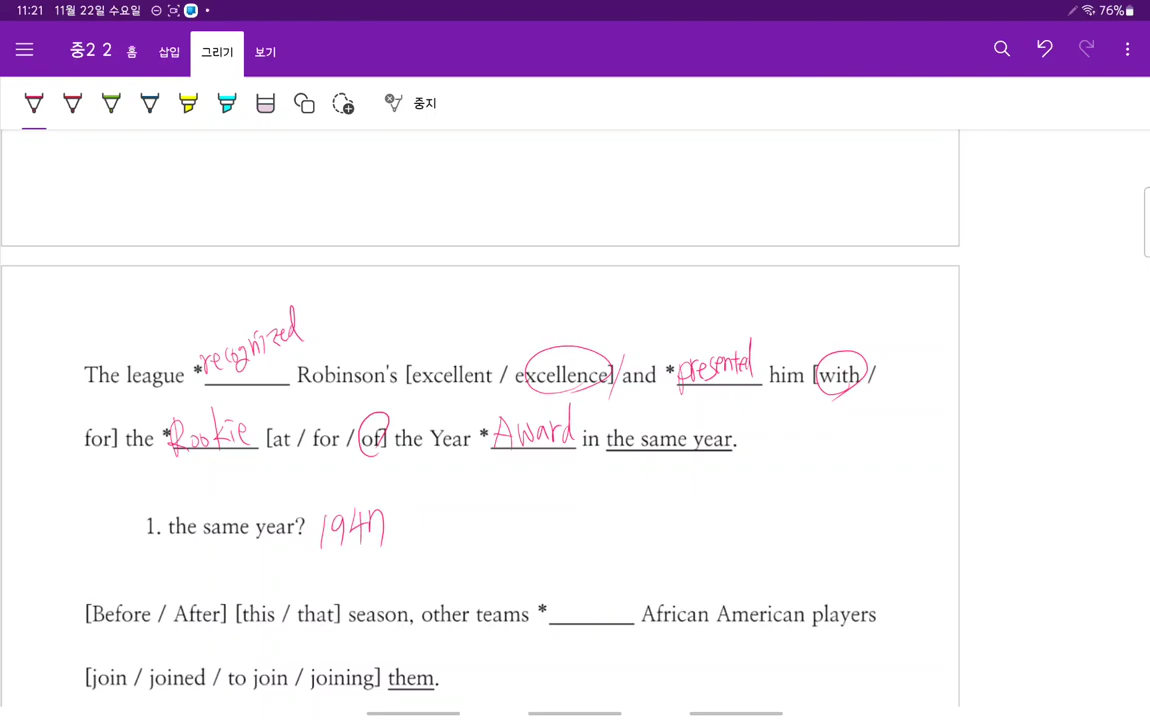 11:21 11월 22일 수요일 76%
중2 2 홈 삽입 그리기 보기
중지
recognized
The league *________ Robinson's [excellent / excellence] / and *presented him [with /
for] the *Rookie [at / for / of] the Year *Award in the same year.
1. the same year? 1947
[Before / After] [this / that] season, other teams *________ African American players
[join / joined / to join / joining] them.